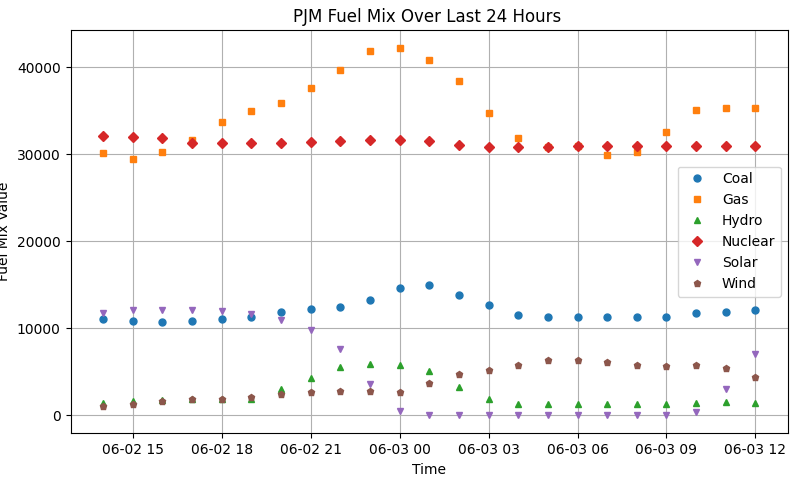 PJM Fuel Mix Over Last 24 Hours
Fuel Mix Value
40000
30000
20000
10000
0
Coal
Gas
Hydro
Nuclear
Solar
Wind
06-02 15 06-02 18 06-02 21 06-03 00 06-03 03 06-03 06 06-03 09 06-03 12
Time